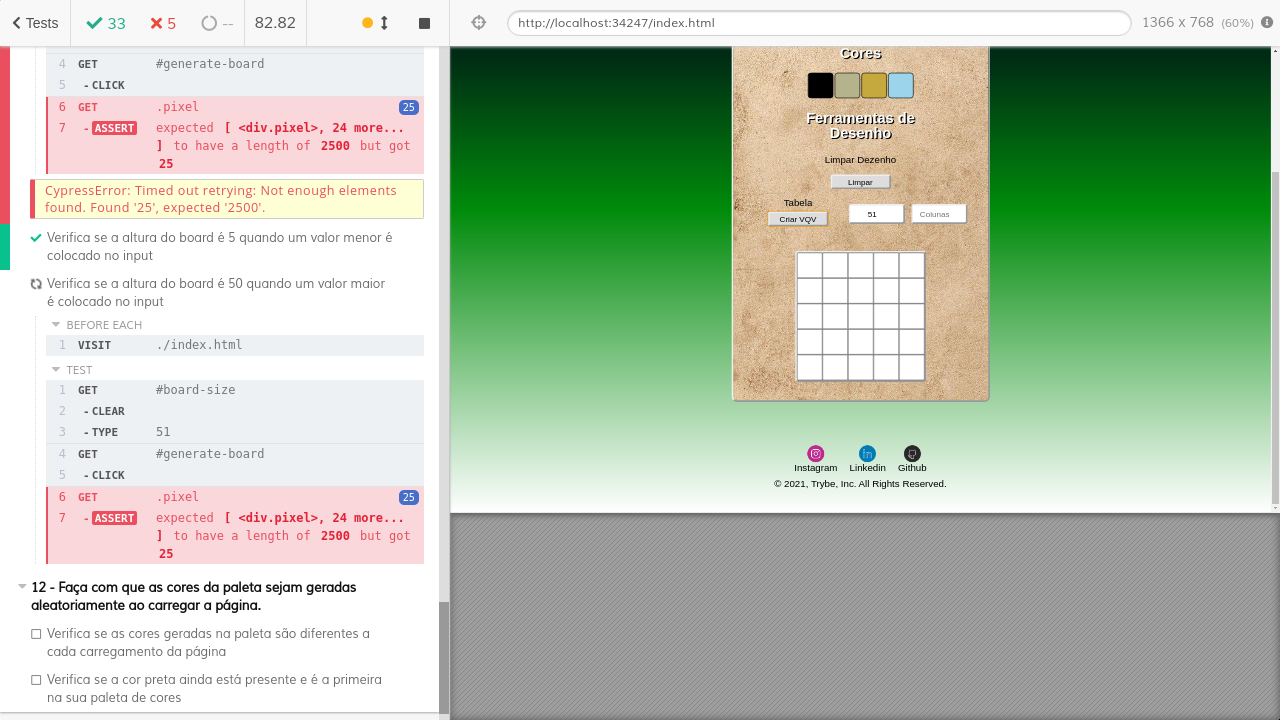 Tests
33
5
--
82.82
http://localhost:34247/index.html
1366 x 768 (60%)
4 GET #generate-board
5 - CLICK
6 GET .pixel 25
7 - ASSERT expected [ <div.pixel>, 24 more...
] to have a length of 2500 but got
25
CypressError: Timed out retrying: Not enough elements
found. Found '25', expected '2500'.
Verifica se a altura do board é 5 quando um valor menor é
colocado no input
Verifica se a altura do board é 50 quando um valor maior
é colocado no input
BEFORE EACH
1 VISIT ./index.html
TEST
1 GET #board-size
2 - CLEAR
3 - TYPE 51
4 GET #generate-board
5 - CLICK
6 GET .pixel 25
7 - ASSERT expected [ <div.pixel>, 24 more...
] to have a length of 2500 but got
25
12 - Faça com que as cores da paleta sejam geradas
aleatoriamente ao carregar a página.
Verifica se as cores geradas na paleta são diferentes a
cada carregamento da página
Verifica se a cor preta ainda está presente e é a primeira
na sua paleta de cores
Cores
Ferramentas de
Desenho
Limpar Dezenho
Limpar
Tabela
Criar VQV
51
Colunas
Instagram Linkedin Github
© 2021, Trybe, Inc. All Rights Reserved.